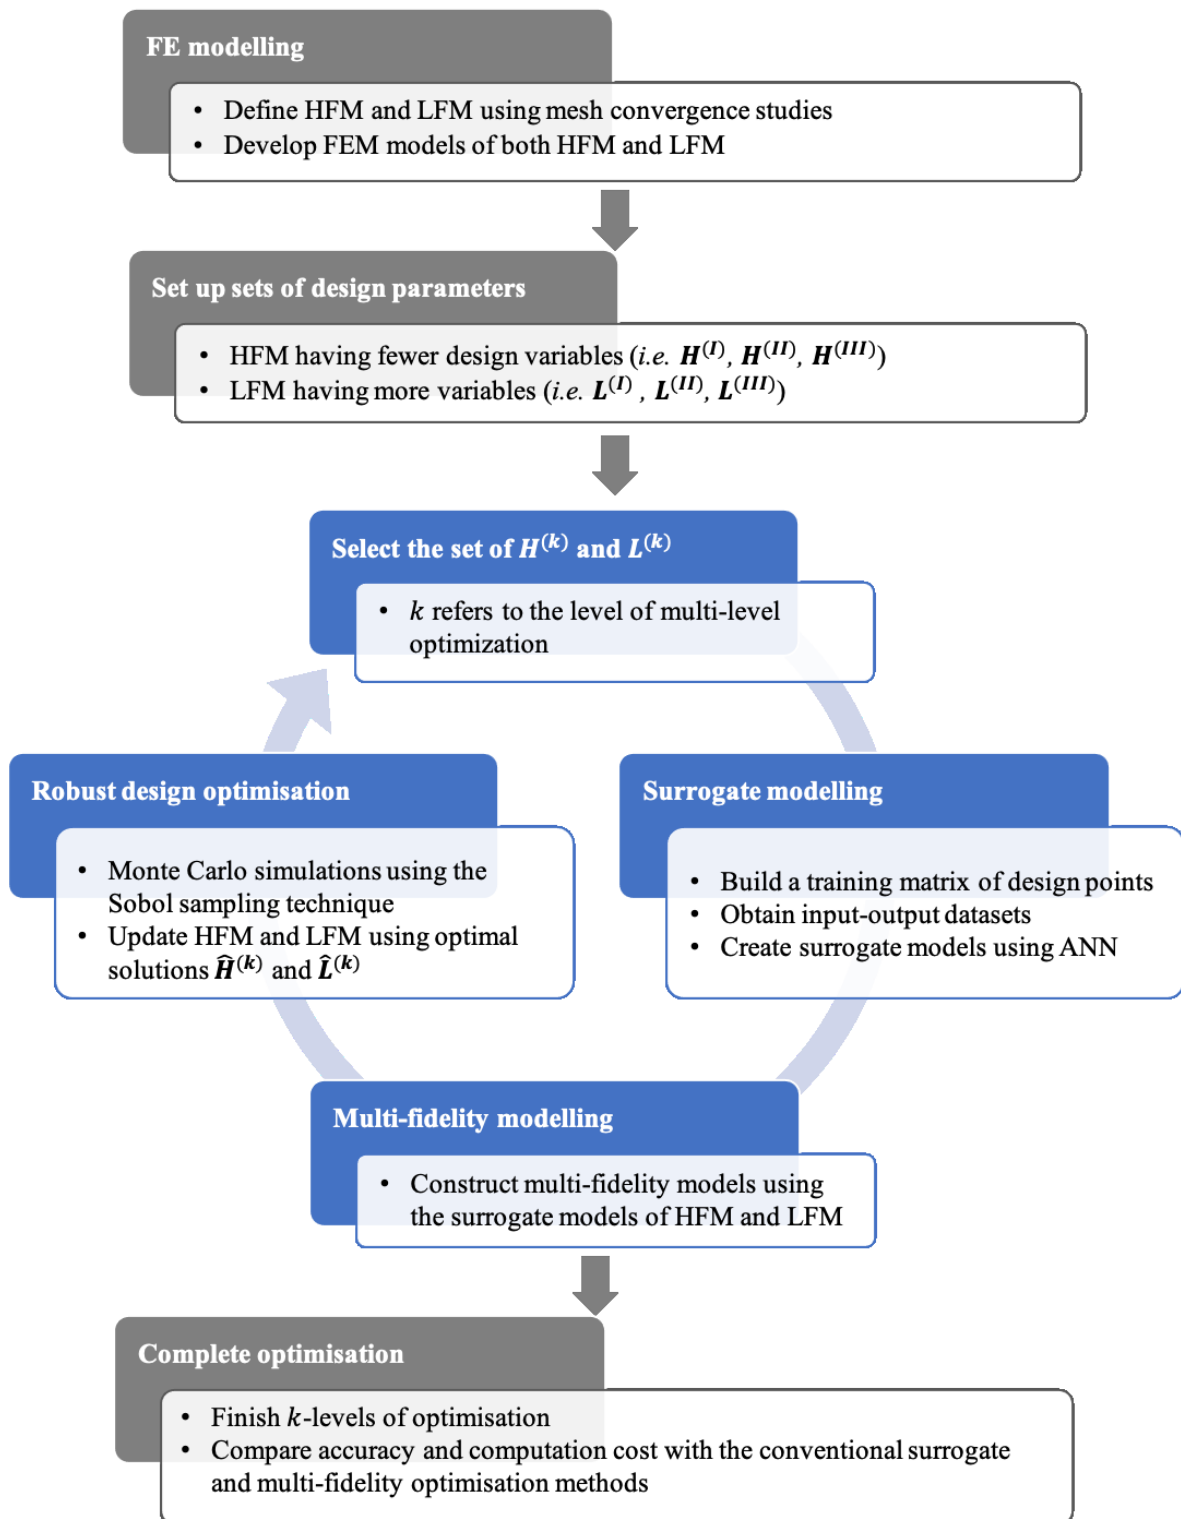 FE modelling
• Define HFM and LFM using mesh convergence studies
• Develop FEM models of both HFM and LFM
Set up sets of design parameters
• HFM having fewer design variables (i.e. H^(I), H^(II), H^(III))
• LFM having more variables (i.e. L^(I) , L^(II), L^(III))
Select the set of H^(k) and L^(k)
• k refers to the level of multi-level
optimization
Robust design optimisation
• Monte Carlo simulations using the
Sobol sampling technique
• Update HFM and LFM using optimal
solutions Ĥ^(k) and L̂^(k)
Surrogate modelling
• Build a training matrix of design points
• Obtain input-output datasets
• Create surrogate models using ANN
Multi-fidelity modelling
• Construct multi-fidelity models using
the surrogate models of HFM and LFM
Complete optimisation
• Finish k-levels of optimisation
• Compare accuracy and computation cost with the conventional surrogate
and multi-fidelity optimisation methods